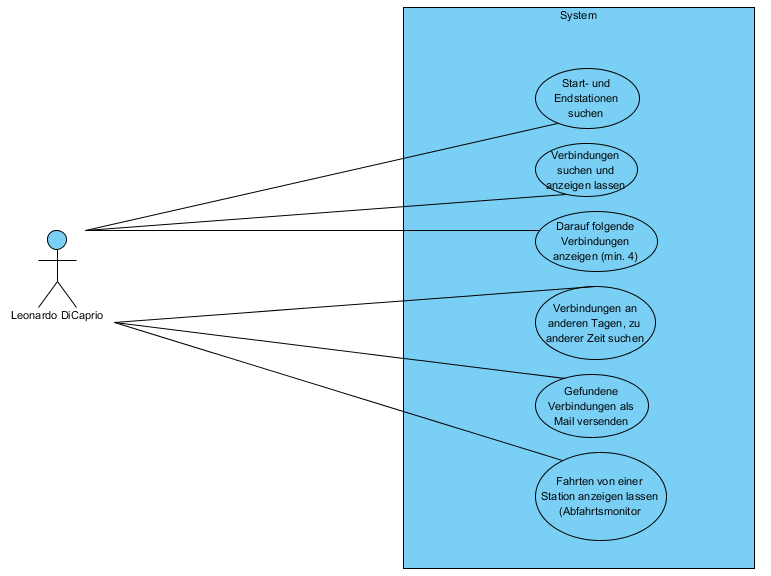 System
Start- und
Endstationen
suchen
Verbindungen
suchen und
anzeigen lassen
Darauf folgende
Verbindungen
anzeigen (min. 4)
Leonardo DiCaprio
Verbindungen an
anderen Tagen, zu
anderer Zeit suchen
Gefundene
Verbindungen als
Mail versenden
Fahrten von einer
Station anzeigen lassen
(Abfahrtsmonitor